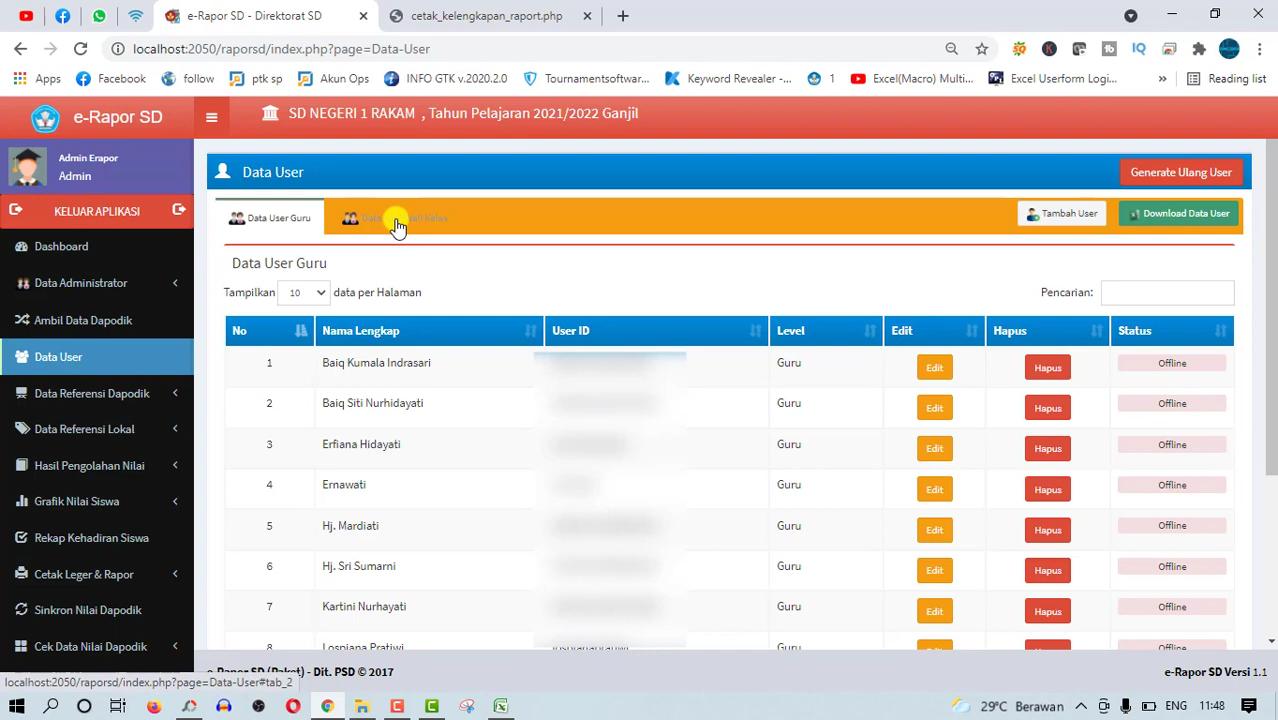 e-Rapor SD - Direktorat SD
cetak_kelengkapan_raport.php
localhost:2050/raporsd/index.php?page=Data-User
Apps
Facebook
follow
ptk sp
Akun Ops
INFO GTK v.2020.2.0
Tournamentsoftwar...
Keyword Revealer -...
1
Excel(Macro) Multi...
Excel Userform Logi...
»
Reading list
e-Rapor SD
SD NEGERI 1 RAKAM , Tahun Pelajaran 2021/2022 Ganjil
Admin Erapor
Admin
KELUAR APLIKASI
Dashboard
Data Administrator
Ambil Data Dapodik
Data User
Data Referensi Dapodik
Data Referensi Lokal
Hasil Pengolahan Nilai
Grafik Nilai Siswa
Rekap Kehadiran Siswa
Cetak Leger & Rapor
Sinkron Nilai Dapodik
Cek Data Nilai Dapodik
Data User
Generate Ulang User
Data User Guru
Data Kelas
Tambah User
Download Data User
Data User Guru
Tampilkan 10 data per Halaman
Pencarian:
No Nama Lengkap User ID Level Edit Hapus Status
1 Baiq Kumala Indrasari Guru Edit Hapus Offline
2 Baiq Siti Nurhidayati Guru Edit Hapus Offline
3 Erfiana Hidayati Guru Edit Hapus Offline
4 Ernawati Guru Edit Hapus Offline
5 Hj. Mardiati Guru Edit Hapus Offline
6 Hj. Sri Sumarni Guru Edit Hapus Offline
7 Kartini Nurhayati Guru Edit Hapus Offline
8 Lospiana Pratiwi Guru Offline
e-Rapor SD (Paket) - Dit. PSD © 2017
e-Rapor SD Versi 1.1
localhost:2050/raporsd/index.php?page=Data-User#tab_2
29°C Berawan
11:48